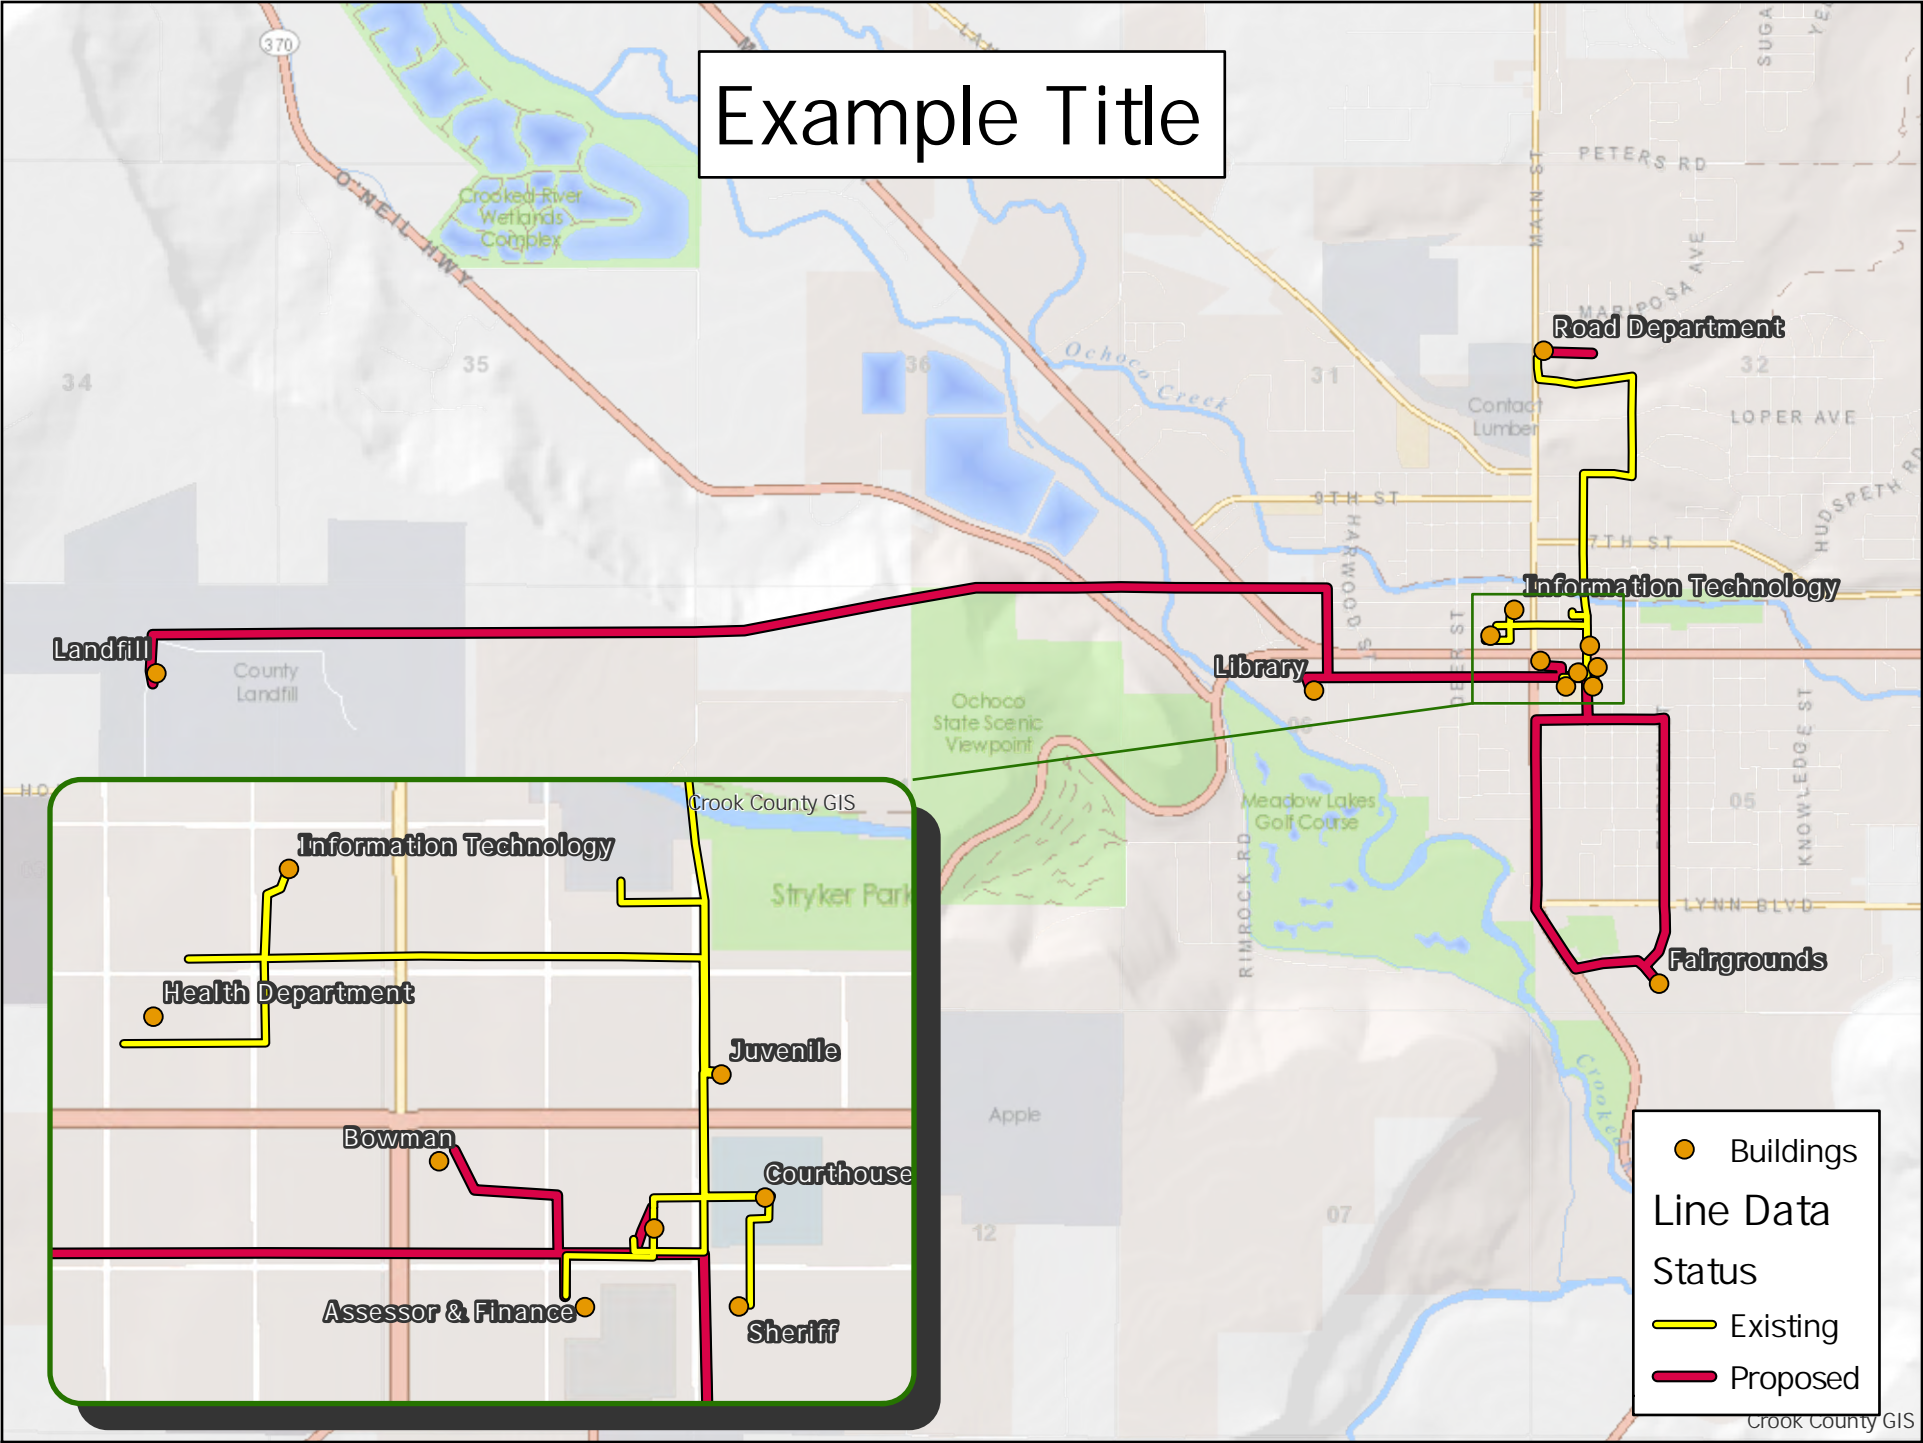 370
Example Title
SUGA
PETERS RD
MAIN ST
O'NEIL HWY
Crooked River
Wetlands
Complex
MARIPOSA AVE
Road Department
34
35
36
31
32
Ochoco Creek
Contact
Lumber
LOPER AVE
HUDSPETH RD
9TH ST
7TH ST
HARWOOD ST
Information Technology
DEER ST
Landfill
County
Landfill
Library
Ochoco
State Scenic
Viewpoint
06
05
KNOWLEDGE ST
HO
Meadow Lakes
Golf Course
RIMROCK RD
LYNN BLVD
Fairgrounds
Crook County GIS
Information Technology
Stryker Park
Health Department
Juvenile
Bowman
Courthouse
Assessor & Finance
Sheriff
Apple
Crooked
12
07
Buildings
Line Data
Status
Existing
Proposed
Crook County GIS